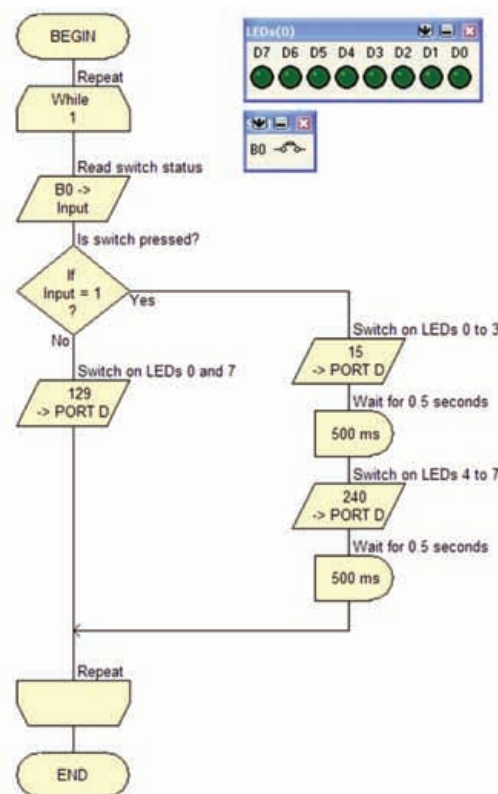 BEGIN
Repeat
While
1
Read switch status
B0 ->
Input
Is switch pressed?
If
Input = 1
?
Yes
No
Switch on LEDs 0 and 7
129
-> PORT D
Switch on LEDs 0 to 3
15
-> PORT D
Wait for 0.5 seconds
500 ms
Switch on LEDs 4 to 7
240
-> PORT D
Wait for 0.5 seconds
500 ms
Repeat
END
LEDs(0)
D7 D6 D5 D4 D3 D2 D1 D0
B0